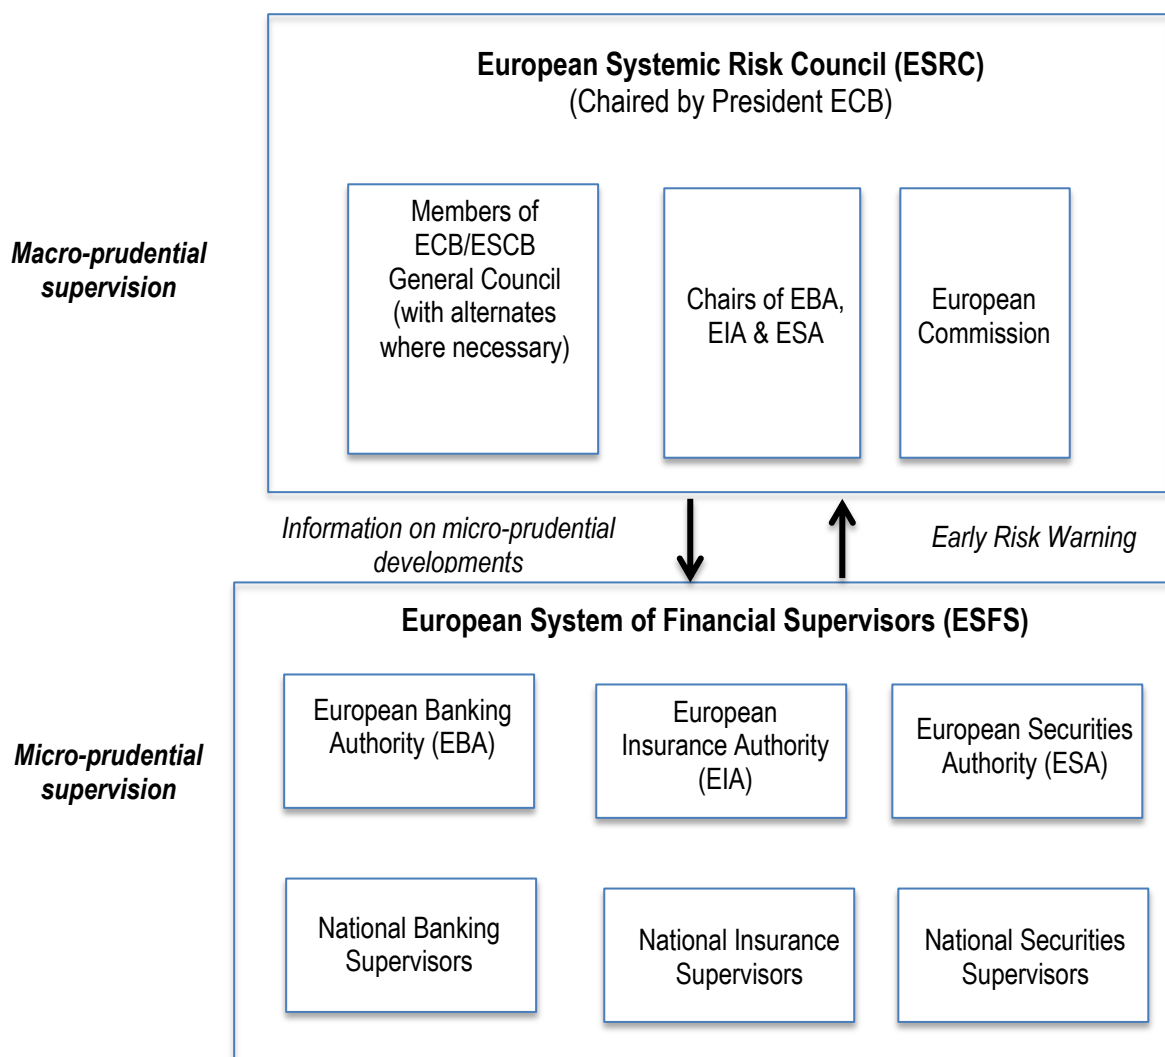 European Systemic Risk Council (ESRC)
(Chaired by President ECB)
Macro-prudential
supervision
Members of
ECB/ESCB
General Council
(with alternates
where necessary)
Chairs of EBA,
EIA & ESA
European
Commission
Information on micro-prudential
developments
Early Risk Warning
European System of Financial Supervisors (ESFS)
Micro-prudential
supervision
European Banking
Authority (EBA)
European
Insurance Authority
(EIA)
European Securities
Authority (ESA)
National Banking
Supervisors
National Insurance
Supervisors
National Securities
Supervisors